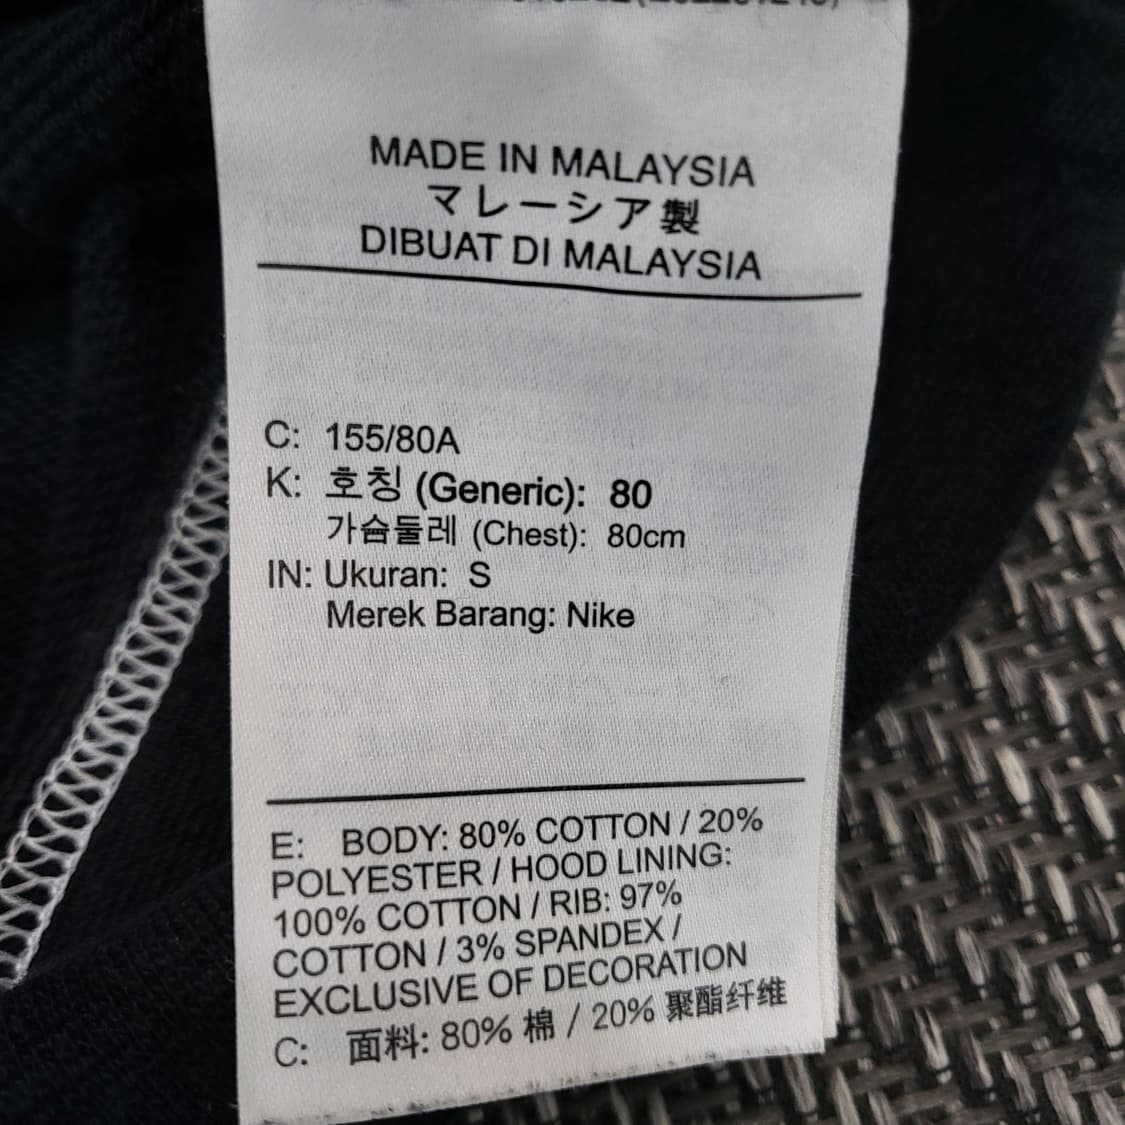 MADE IN MALAYSIA
マレーシア製
DIBUAT DI MALAYSIA
C: 155/80A
K: 호칭 (Generic): 80
가슴둘레 (Chest): 80cm
IN: Ukuran: S
Merek Barang: Nike
E: BODY: 80% COTTON / 20%
POLYESTER / HOOD LINING:
100% COTTON / RIB: 97%
COTTON / 3% SPANDEX /
EXCLUSIVE OF DECORATION
C: 面料: 80% 棉 / 20% 聚酯纤维